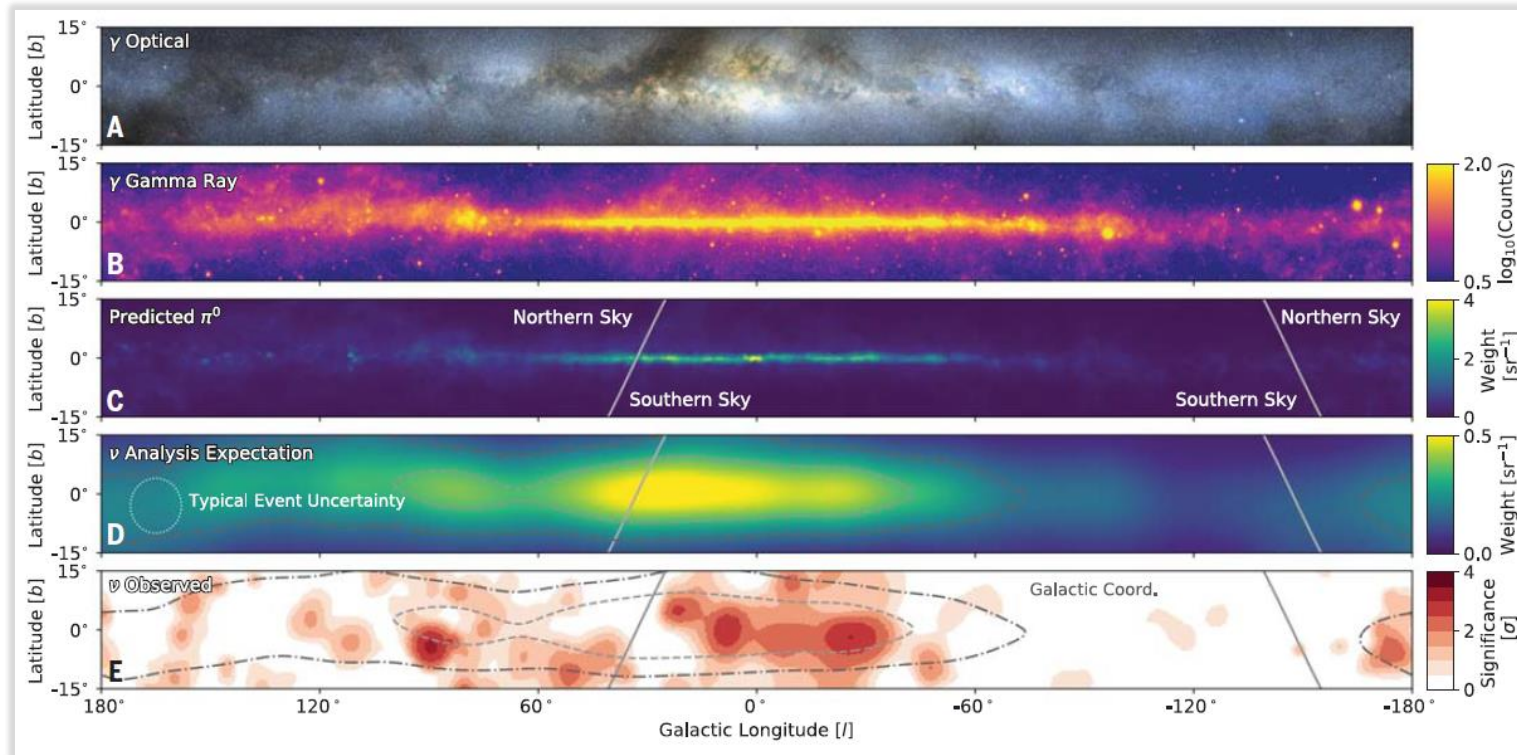 γ Optical
15°
0°
-15°
Latitude [b]
A
γ Gamma Ray
15°
0°
-15°
Latitude [b]
B
2.0
0.5
log₁₀(Counts)
Predicted π⁰
15°
0°
-15°
Latitude [b]
Northern Sky
Northern Sky
Southern Sky
Southern Sky
C
4
2
0
Weight
[sr⁻¹]
ν Analysis Expectation
15°
0°
-15°
Latitude [b]
Typical Event Uncertainty
D
0.5
0.0
Weight [sr⁻¹]
ν Observed
15°
0°
-15°
Latitude [b]
Galactic Coord.
E
4
2
0
Significance
[σ]
180° 120° 60° 0° -60° -120° -180°
Galactic Longitude [l]